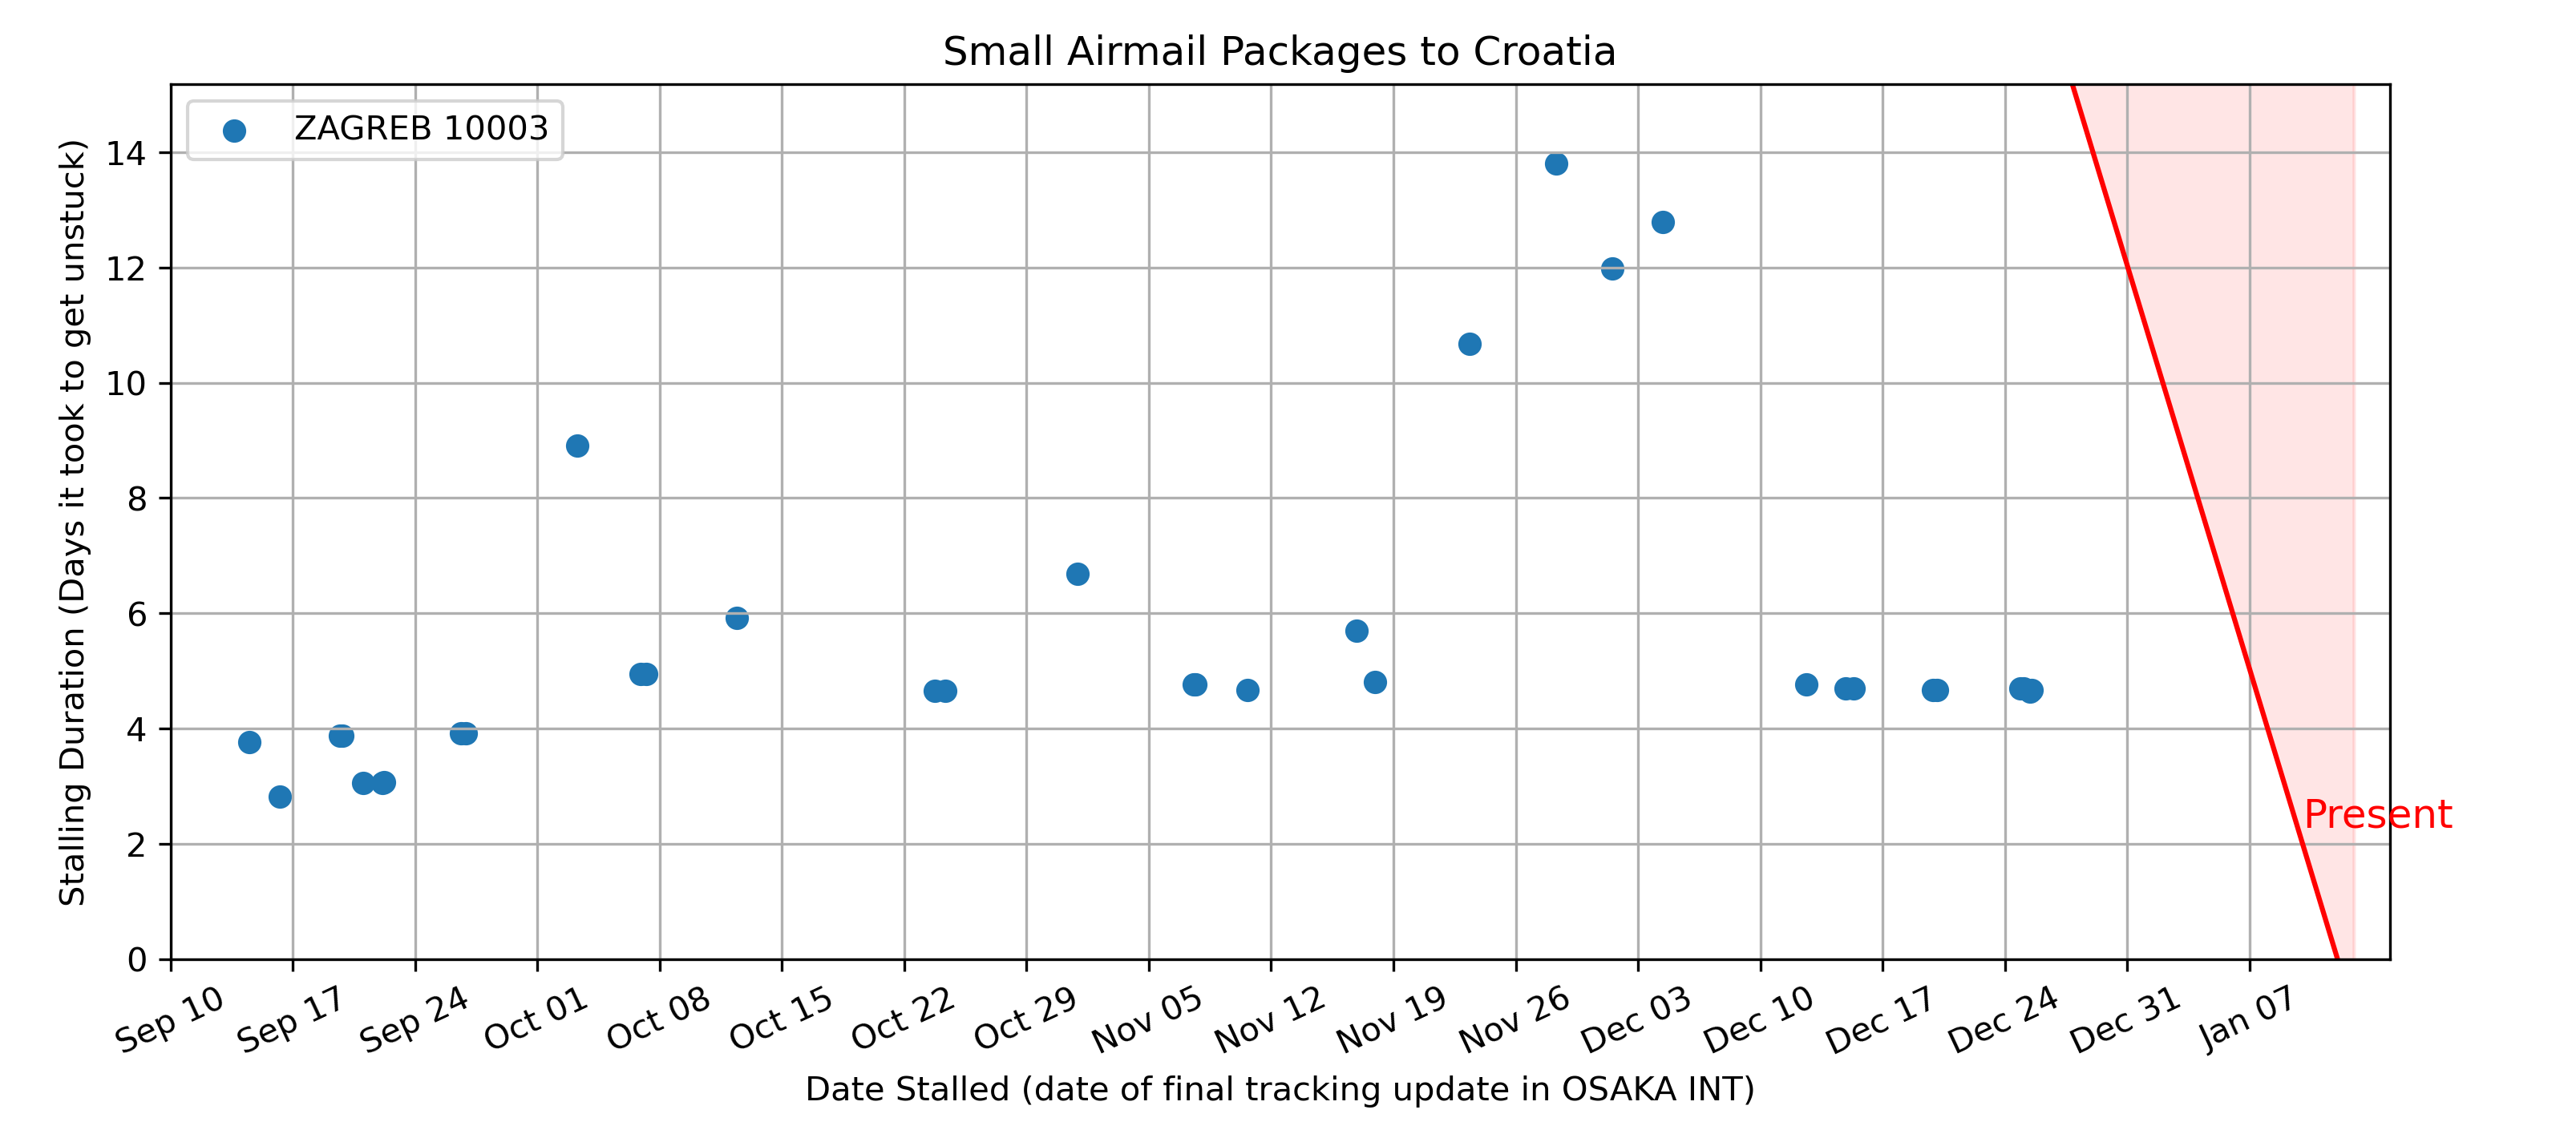 Small Airmail Packages to Croatia
ZAGREB 10003
Stalling Duration (Days it took to get unstuck)
14
12
10
8
6
4
2
0
Present
Sep 10
Sep 17
Sep 24
Oct 01
Oct 08
Oct 15
Oct 22
Oct 29
Nov 05
Nov 12
Nov 19
Nov 26
Dec 03
Dec 10
Dec 17
Dec 24
Dec 31
Jan 07
Date Stalled (date of final tracking update in OSAKA INT)